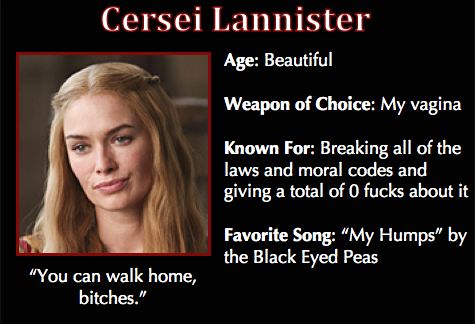 Cersei Lannister
Age: Beautiful
Weapon of Choice: My vagina
Known For: Breaking all of the
laws and moral codes and
giving a total of 0 fucks about it
Favorite Song: “My Humps” by
the Black Eyed Peas
“You can walk home,
bitches.”